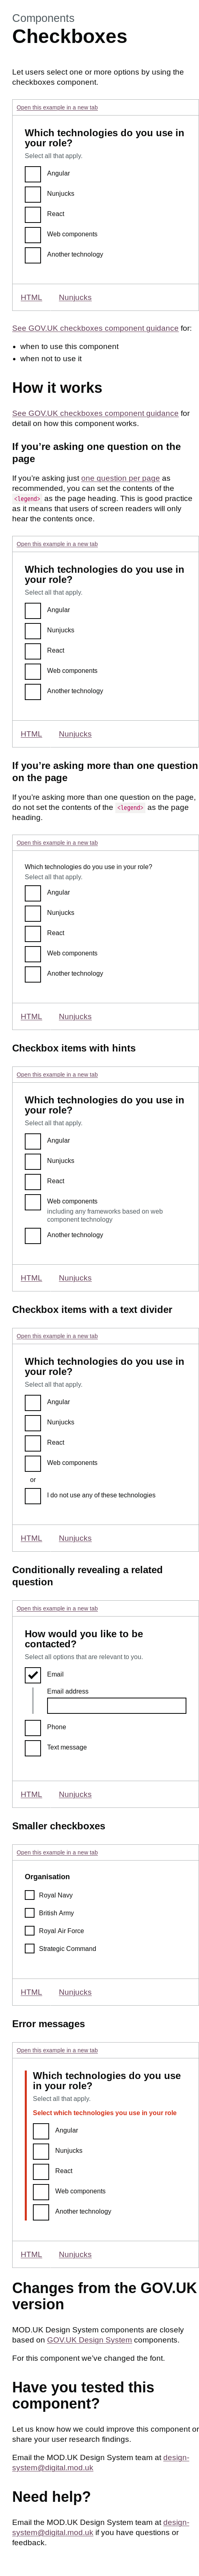 Components
Checkboxes
Let users select one or more options by using the
checkboxes component.
Open this example in a new tab
Which technologies do you use in
your role?
Select all that apply.
Angular
Nunjucks
React
Web components
Another technology
HTML Nunjucks
See GOV.UK checkboxes component guidance for:
• when to use this component
• when not to use it
How it works
See GOV.UK checkboxes component guidance for
detail on how this component works.
If you’re asking one question on the
page
If you’re asking just one question per page as
recommended, you can set the contents of the
<legend> as the page heading. This is good practice
as it means that users of screen readers will only
hear the contents once.
Open this example in a new tab
Which technologies do you use in
your role?
Select all that apply.
Angular
Nunjucks
React
Web components
Another technology
HTML Nunjucks
If you’re asking more than one question
on the page
If you’re asking more than one question on the page,
do not set the contents of the <legend> as the page
heading.
Open this example in a new tab
Which technologies do you use in your role?
Select all that apply.
Angular
Nunjucks
React
Web components
Another technology
HTML Nunjucks
Checkbox items with hints
Open this example in a new tab
Which technologies do you use in
your role?
Select all that apply.
Angular
Nunjucks
React
Web components
including any frameworks based on web
component technology
Another technology
HTML Nunjucks
Checkbox items with a text divider
Open this example in a new tab
Which technologies do you use in
your role?
Select all that apply.
Angular
Nunjucks
React
Web components
or
I do not use any of these technologies
HTML Nunjucks
Conditionally revealing a related
question
Open this example in a new tab
How would you like to be
contacted?
Select all options that are relevant to you.
Email
Email address
Phone
Text message
HTML Nunjucks
Smaller checkboxes
Open this example in a new tab
Organisation
Royal Navy
British Army
Royal Air Force
Strategic Command
HTML Nunjucks
Error messages
Open this example in a new tab
Which technologies do you use
in your role?
Select all that apply.
Select which technologies you use in your role
Angular
Nunjucks
React
Web components
Another technology
HTML Nunjucks
Changes from the GOV.UK
version
MOD.UK Design System components are closely
based on GOV.UK Design System components.
For this component we’ve changed the font.
Have you tested this
component?
Let us know how we could improve this component or
share your user research findings.
Email the MOD.UK Design System team at design-
system@digital.mod.uk
Need help?
Email the MOD.UK Design System team at design-
system@digital.mod.uk if you have questions or
feedback.